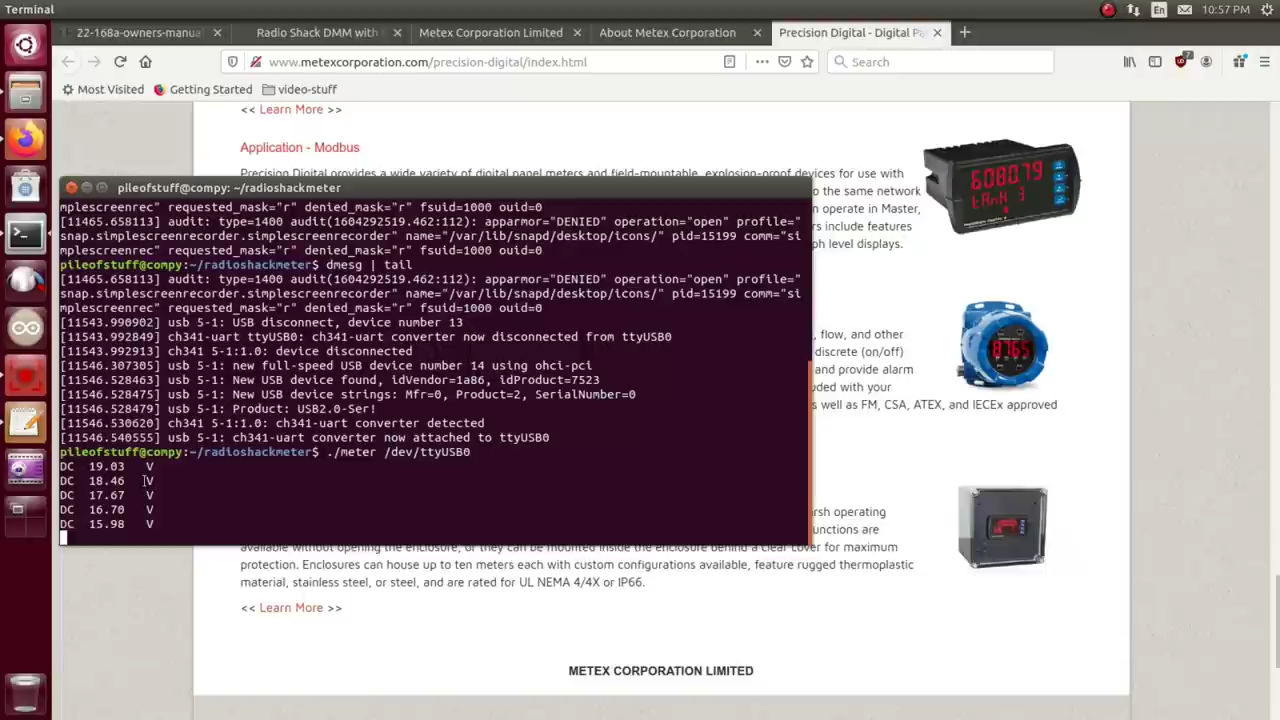 Terminal
En
10:57 PM
22-168a-owners-manual
Radio Shack DMM with
Metex Corporation Limited
About Metex Corporation
Precision Digital - Digital Pa
www.metexcorporation.com/precision-digital/index.html
Search
Most Visited
Getting Started
video-stuff
<< Learn More >>
Application - Modbus
Precision Digital provides a wide variety of digital panel meters and field-mountable, explosion-proof devices for use with
to the same network
n operate in Master,
ers include features
ph level displays.
pileofstuff@compy: ~/radioshackmeter
mplescreenrec" requested_mask="r" denied_mask="r" fsuid=1000 ouid=0
[11465.658113] audit: type=1400 audit(1604292519.462:112): apparmor="DENIED" operation="open" profile="
snap.simplescreenrecorder.simplescreenrecorder" name="/var/lib/snapd/desktop/icons/" pid=15199 comm="si
mplescreenrec" requested_mask="r" denied_mask="r" fsuid=1000 ouid=0
pileofstuff@compy:~/radioshackmeter$ dmesg | tail
[11465.658113] audit: type=1400 audit(1604292519.462:112): apparmor="DENIED" operation="open" profile="
snap.simplescreenrecorder.simplescreenrecorder" name="/var/lib/snapd/desktop/icons/" pid=15199 comm="si
mplescreenrec" requested_mask="r" denied_mask="r" fsuid=1000 ouid=0
[11543.990902] usb 5-1: USB disconnect, device number 13
[11543.992849] ch341-uart ttyUSB0: ch341-uart converter now disconnected from ttyUSB0
[11543.992913] ch341 5-1:1.0: device disconnected
[11546.307305] usb 5-1: new full-speed USB device number 14 using ohci-pci
[11546.528463] usb 5-1: New USB device found, idVendor=1a86, idProduct=7523
[11546.528475] usb 5-1: New USB device strings: Mfr=0, Product=2, SerialNumber=0
[11546.528479] usb 5-1: Product: USB2.0-Ser!
[11546.530620] ch341 5-1:1.0: ch341-uart converter detected
[11546.540555] usb 5-1: ch341-uart converter now attached to ttyUSB0
pileofstuff@compy:~/radioshackmeter$ ./meter /dev/ttyUSB0
DC 19.03 V
DC 18.46 V
DC 17.67 V
DC 16.70 V
DC 15.98 V
6080.79
8765
, flow, and other
discrete (on/off)
and provide alarm
uded with your
s well as FM, CSA, ATEX, and IECEx approved
arsh operating
unctions are
available without opening the enclosure, or they can be mounted inside the enclosure behind a clear cover for maximum
protection. Enclosures can house up to ten meters each with custom configurations available, feature rugged thermoplastic
material, stainless steel, or steel, and are rated for UL NEMA 4/4X or IP66.
<< Learn More >>
METEX CORPORATION LIMITED